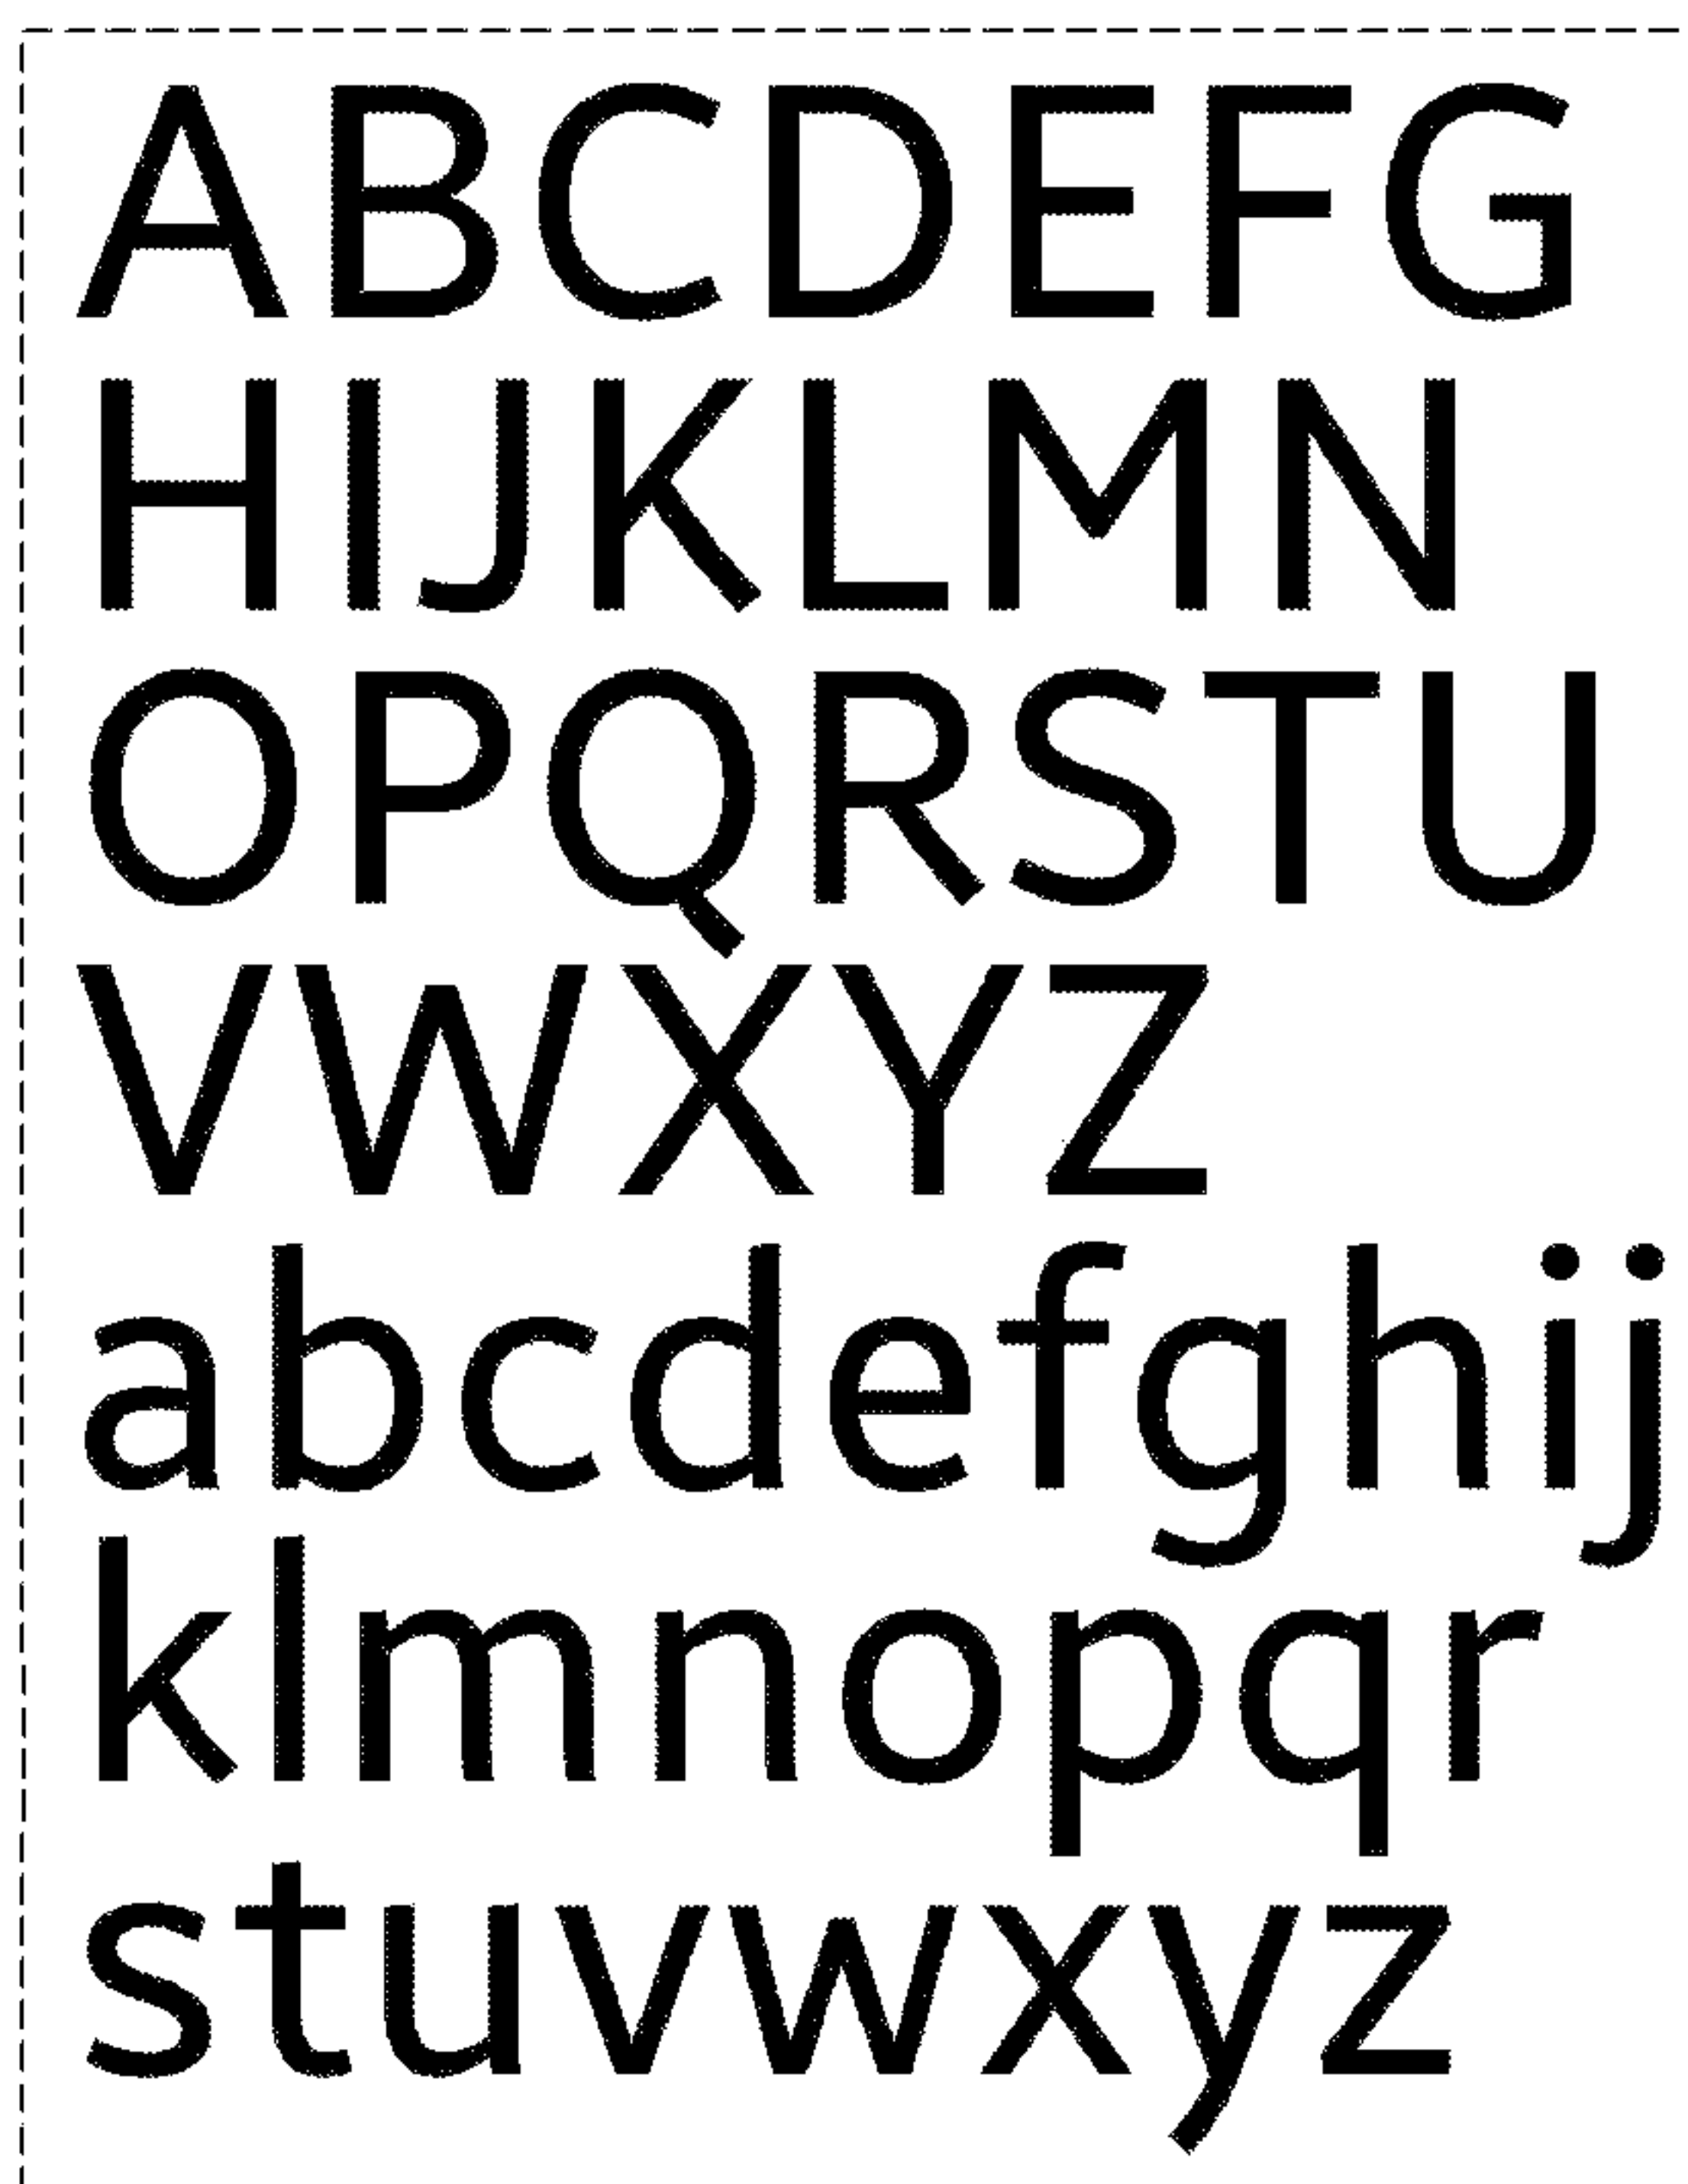 ABCDEFG
HIJKLMN
OPQRSTU
VWXYZ
abcdefghij
klmnopqr
stuvwxyz